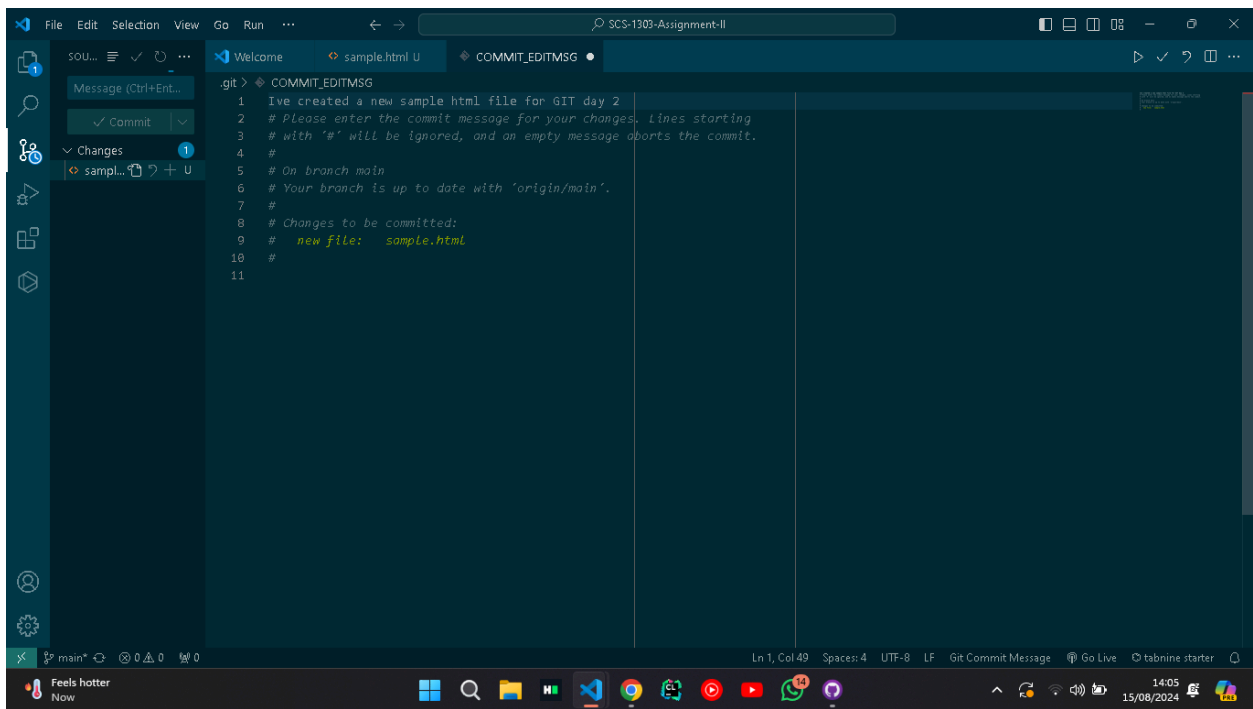 File Edit Selection View Go Run ··· SCS-1303-Assignment-II
SOU... Welcome sample.html U COMMIT_EDITMSG
Message (Ctrl+Ent...
Commit
Changes 1
sampl... U
.git > COMMIT_EDITMSG
1 Ive created a new sample html file for GIT day 2
2 # Please enter the commit message for your changes. Lines starting
3 # with '#' will be ignored, and an empty message aborts the commit.
4 #
5 # On branch main
6 # Your branch is up to date with 'origin/main'.
7 #
8 # Changes to be committed:
9 # new file: sample.html
10 #
11
1
main* 0 0 0 Ln 1, Col 49 Spaces: 4 UTF-8 LF Git Commit Message Go Live tabnine starter
Feels hotter
Now
H
CL
14
14:05
15/08/2024
PRE